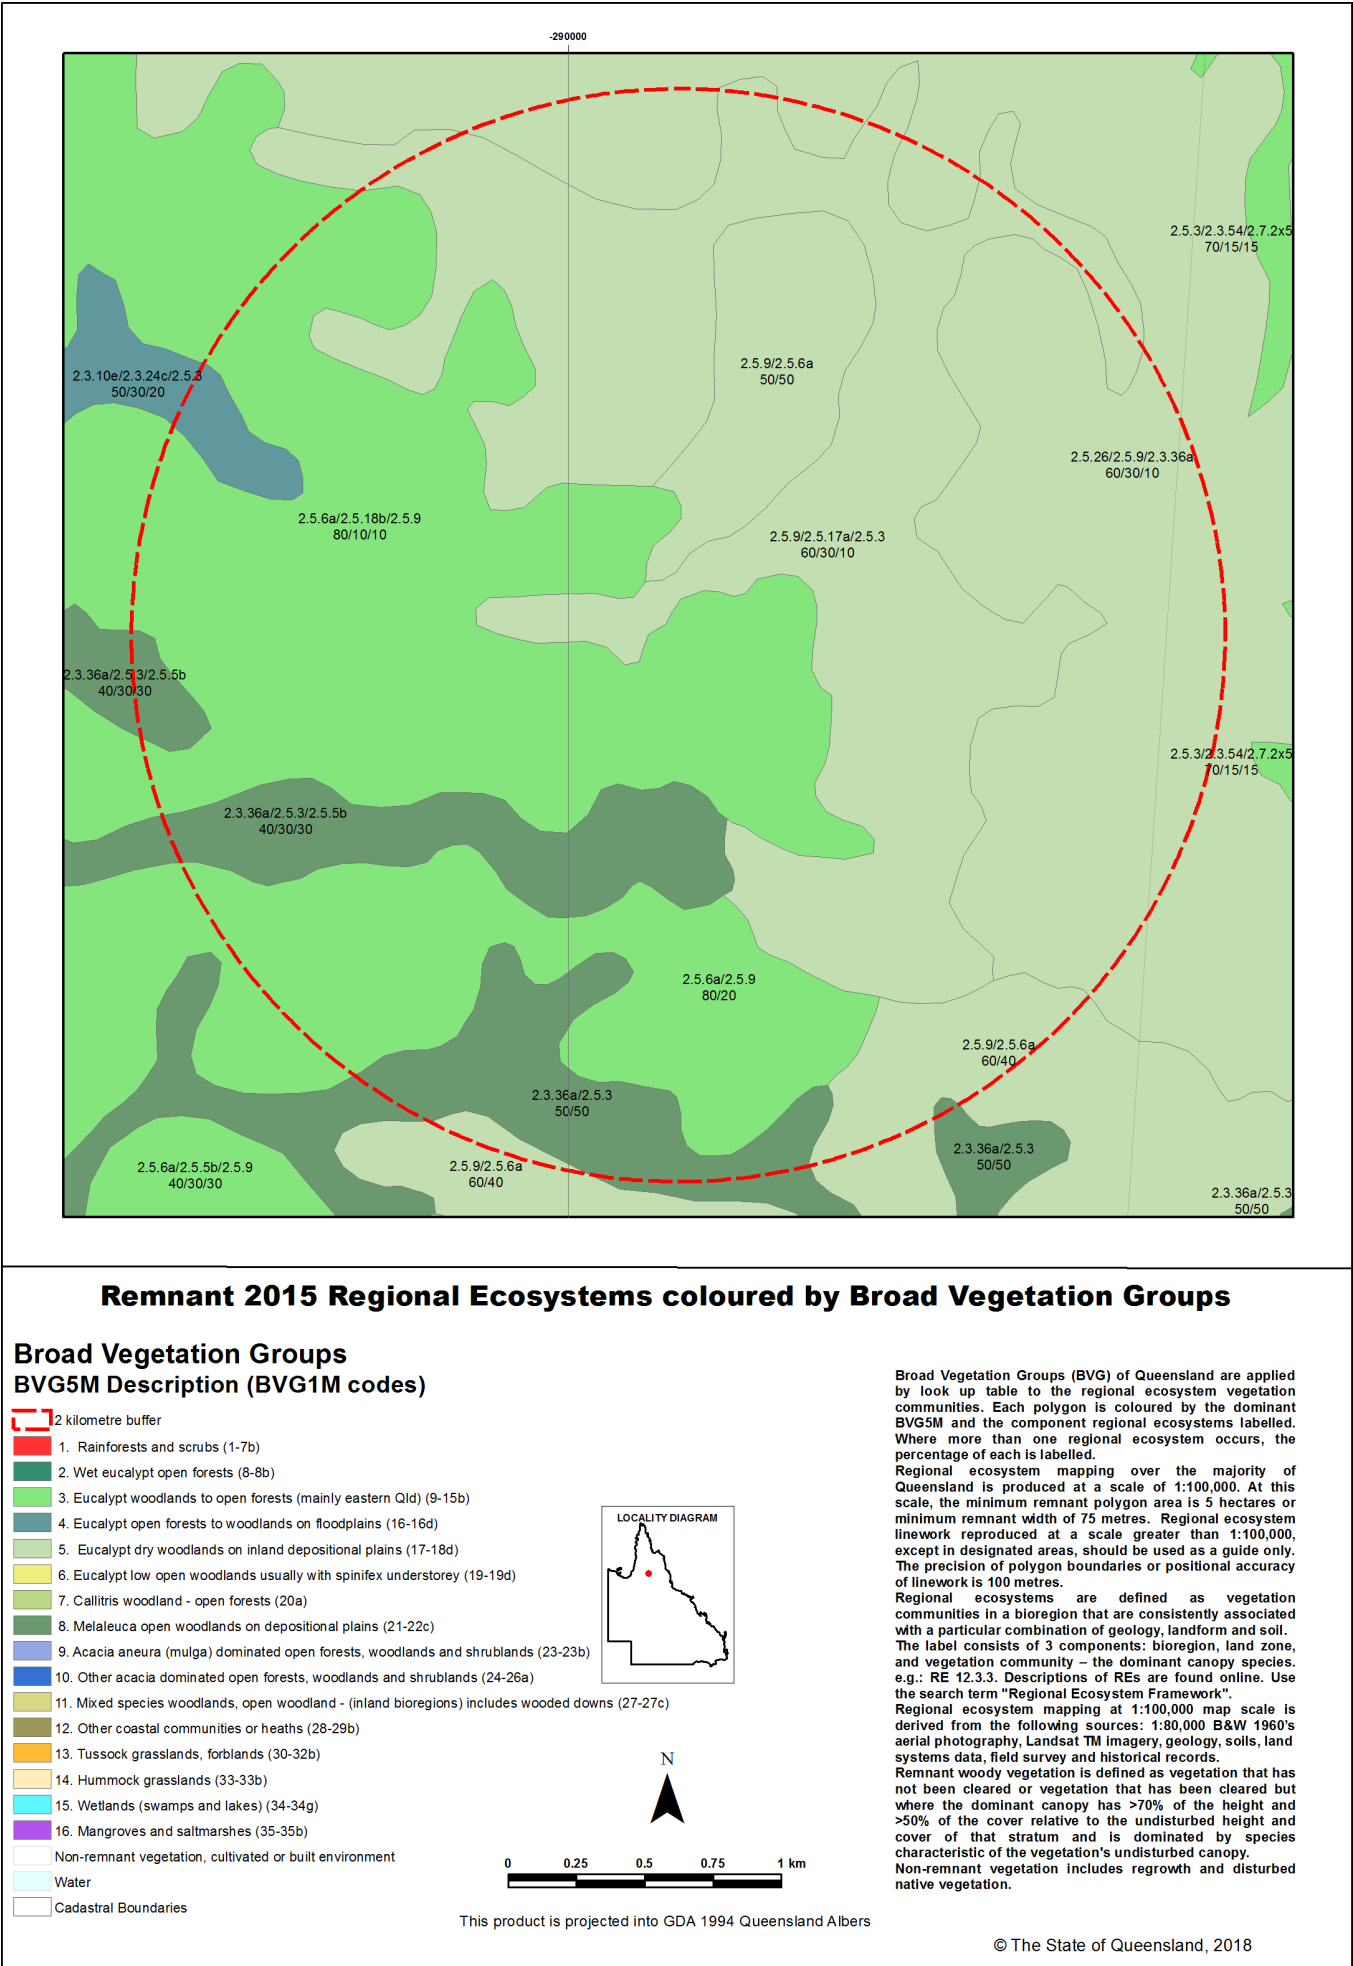 -290000
2.5.3/2.3.54/2.7.2x5
70/15/15
2.3.10e/2.3.24c/2.5.3
50/30/20
2.5.9/2.5.6a
50/50
2.5.26/2.5.9/2.3.36a
60/30/10
2.5.6a/2.5.18b/2.5.9
80/10/10
2.5.9/2.5.17a/2.5.3
60/30/10
2.3.36a/2.5.3/2.5.5b
40/30/30
2.5.3/2.3.54/2.7.2x5
70/15/15
2.3.36a/2.5.3/2.5.5b
40/30/30
2.5.6a/2.5.9
80/20
2.5.9/2.5.6a
60/40
2.3.36a/2.5.3
50/50
2.3.36a/2.5.3
50/50
2.5.6a/2.5.5b/2.5.9
40/30/30
2.5.9/2.5.6a
60/40
2.3.36a/2.5.3
50/50
Remnant 2015 Regional Ecosystems coloured by Broad Vegetation Groups
Broad Vegetation Groups
BVG5M Description (BVG1M codes)
2 kilometre buffer
1. Rainforests and scrubs (1-7b)
2. Wet eucalypt open forests (8-8b)
3. Eucalypt woodlands to open forests (mainly eastern Qld) (9-15b)
4. Eucalypt open forests to woodlands on floodplains (16-16d)
5. Eucalypt dry woodlands on inland depositional plains (17-18d)
6. Eucalypt low open woodlands usually with spinifex understorey (19-19d)
7. Callitris woodland - open forests (20a)
8. Melaleuca open woodlands on depositional plains (21-22c)
9. Acacia aneura (mulga) dominated open forests, woodlands and shrublands (23-23b)
10. Other acacia dominated open forests, woodlands and shrublands (24-26a)
11. Mixed species woodlands, open woodland - (inland bioregions) includes wooded downs (27-27c)
12. Other coastal communities or heaths (28-29b)
13. Tussock grasslands, forblands (30-32b)
14. Hummock grasslands (33-33b)
15. Wetlands (swamps and lakes) (34-34g)
16. Mangroves and saltmarshes (35-35b)
Non-remnant vegetation, cultivated or built environment
Water
Cadastral Boundaries
LOCALITY DIAGRAM
N
0 0.25 0.5 0.75 1 km
This product is projected into GDA 1994 Queensland Albers
Broad Vegetation Groups (BVG) of Queensland are applied
by look up table to the regional ecosystem vegetation
communities. Each polygon is coloured by the dominant
BVG5M and the component regional ecosystems labelled.
Where more than one regional ecosystem occurs, the
percentage of each is labelled.
Regional ecosystem mapping over the majority of
Queensland is produced at a scale of 1:100,000. At this
scale, the minimum remnant polygon area is 5 hectares or
minimum remnant width of 75 metres. Regional ecosystem
linework reproduced at a scale greater than 1:100,000,
except in designated areas, should be used as a guide only.
The precision of polygon boundaries or positional accuracy
of linework is 100 metres.
Regional ecosystems are defined as vegetation
communities in a bioregion that are consistently associated
with a particular combination of geology, landform and soil.
The label consists of 3 components: bioregion, land zone,
and vegetation community – the dominant canopy species.
e.g.: RE 12.3.3. Descriptions of REs are found online. Use
the search term "Regional Ecosystem Framework".
Regional ecosystem mapping at 1:100,000 map scale is
derived from the following sources: 1:80,000 B&W 1960's
aerial photography, Landsat TM imagery, geology, soils, land
systems data, field survey and historical records.
Remnant woody vegetation is defined as vegetation that has
not been cleared or vegetation that has been cleared but
where the dominant canopy has >70% of the height and
>50% of the cover relative to the undisturbed height and
cover of that stratum and is dominated by species
characteristic of the vegetation's undisturbed canopy.
Non-remnant vegetation includes regrowth and disturbed
native vegetation.
© The State of Queensland, 2018